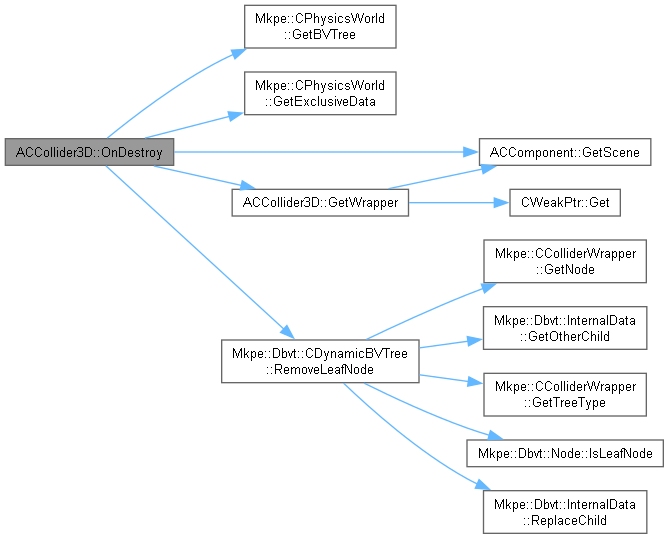 Mkpe::CPhysicsWorld
::GetBVTree
Mkpe::CPhysicsWorld
::GetExclusiveData
ACCollider3D::OnDestroy
ACComponent::GetScene
ACCollider3D::GetWrapper
CWeakPtr::Get
Mkpe::CColliderWrapper
::GetNode
Mkpe::Dbvt::InternalData
::GetOtherChild
Mkpe::Dbvt::CDynamicBVTree
::RemoveLeafNode
Mkpe::CColliderWrapper
::GetTreeType
Mkpe::Dbvt::Node::IsLeafNode
Mkpe::Dbvt::InternalData
::ReplaceChild